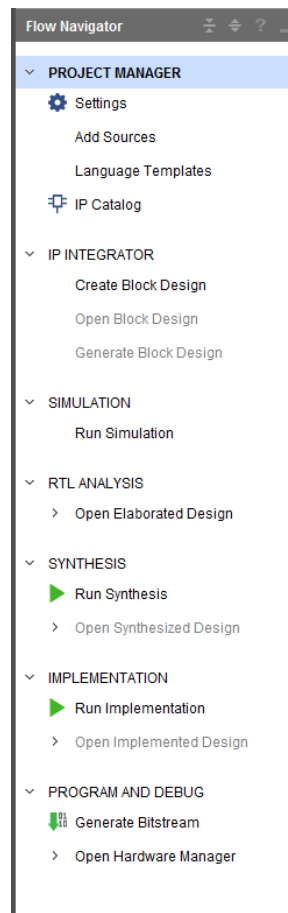 Flow Navigator
PROJECT MANAGER
Settings
Add Sources
Language Templates
IP Catalog
IP INTEGRATOR
Create Block Design
Open Block Design
Generate Block Design
SIMULATION
Run Simulation
RTL ANALYSIS
Open Elaborated Design
SYNTHESIS
Run Synthesis
Open Synthesized Design
IMPLEMENTATION
Run Implementation
Open Implemented Design
PROGRAM AND DEBUG
Generate Bitstream
Open Hardware Manager